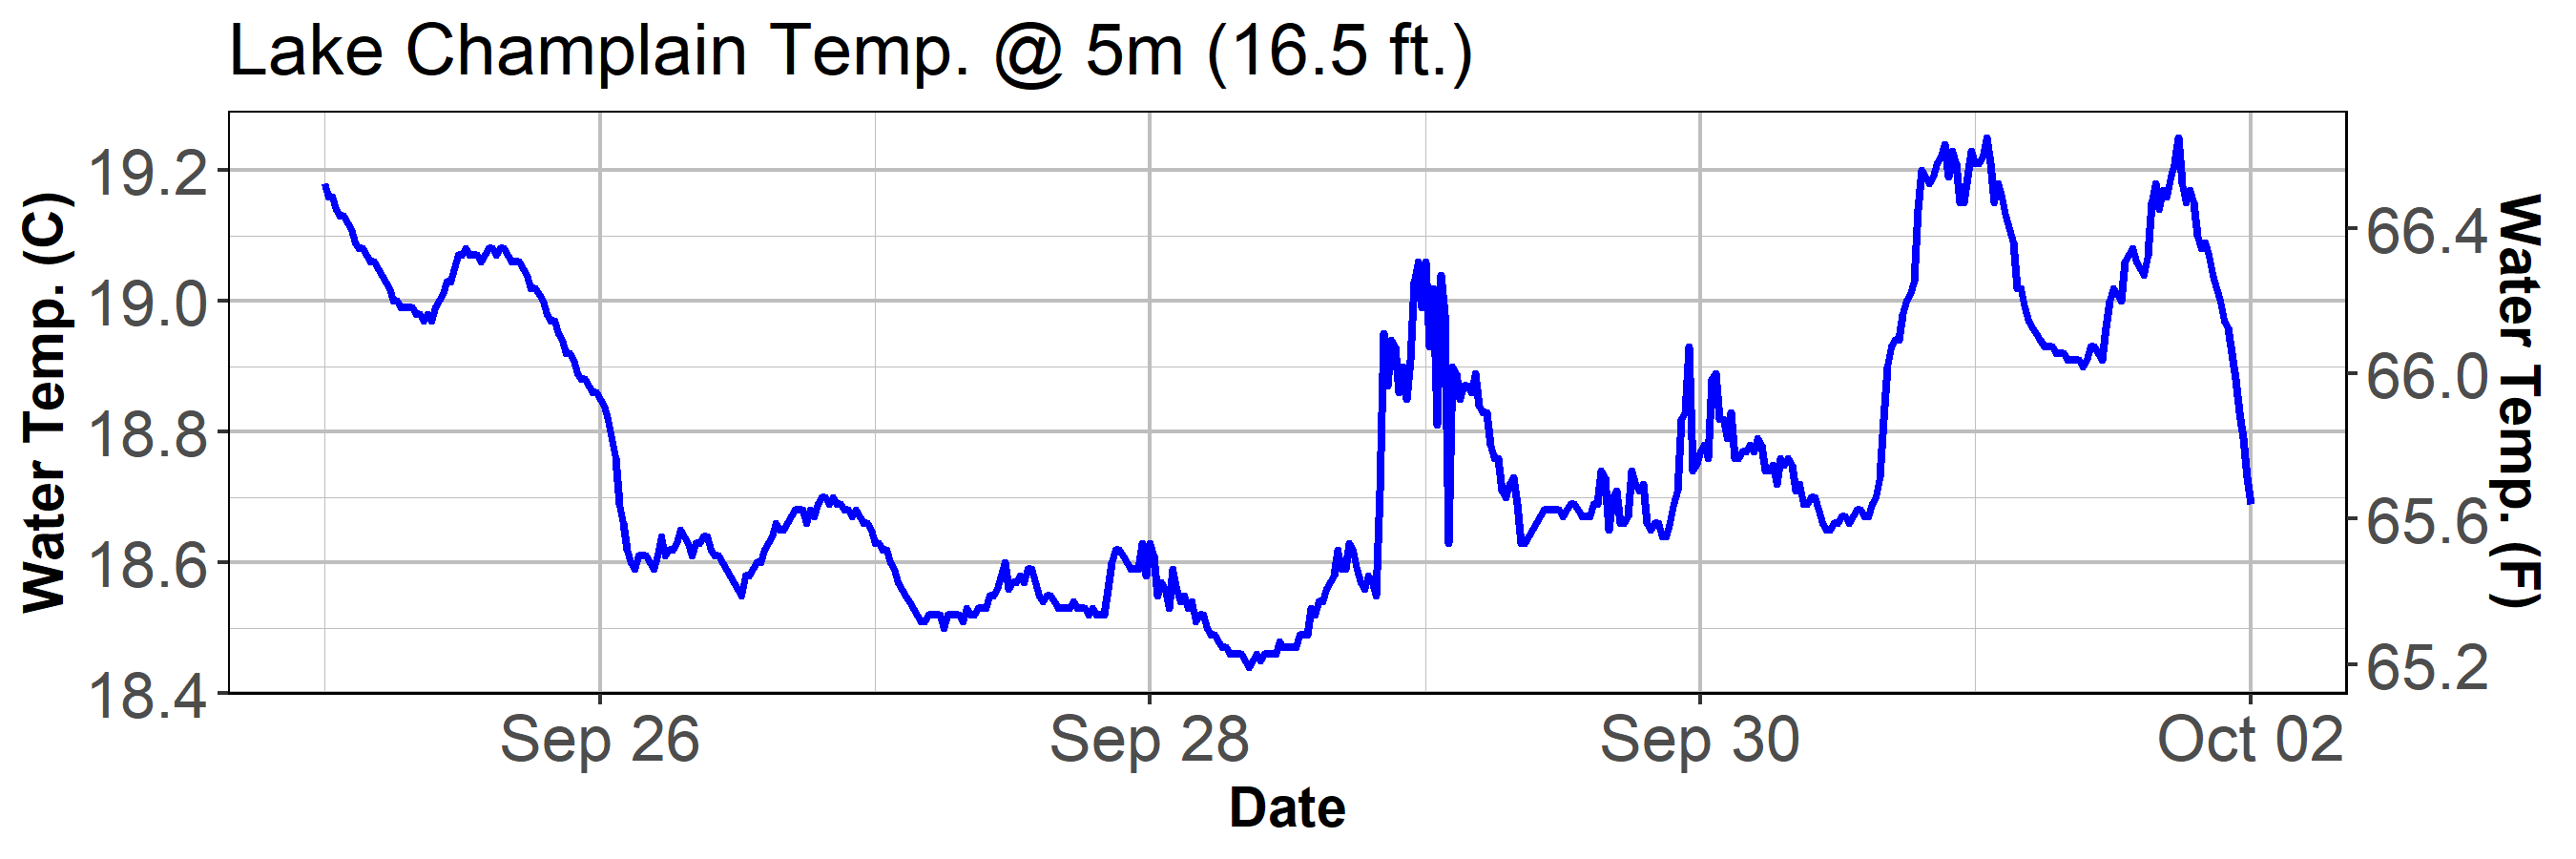 Lake Champlain Temp. @ 5m (16.5 ft.)
Water Temp. (C)
19.2
19.0
18.8
18.6
18.4
66.4
66.0
65.6
65.2
Water Temp. (F)
Sep 26
Sep 28
Sep 30
Oct 02
Date